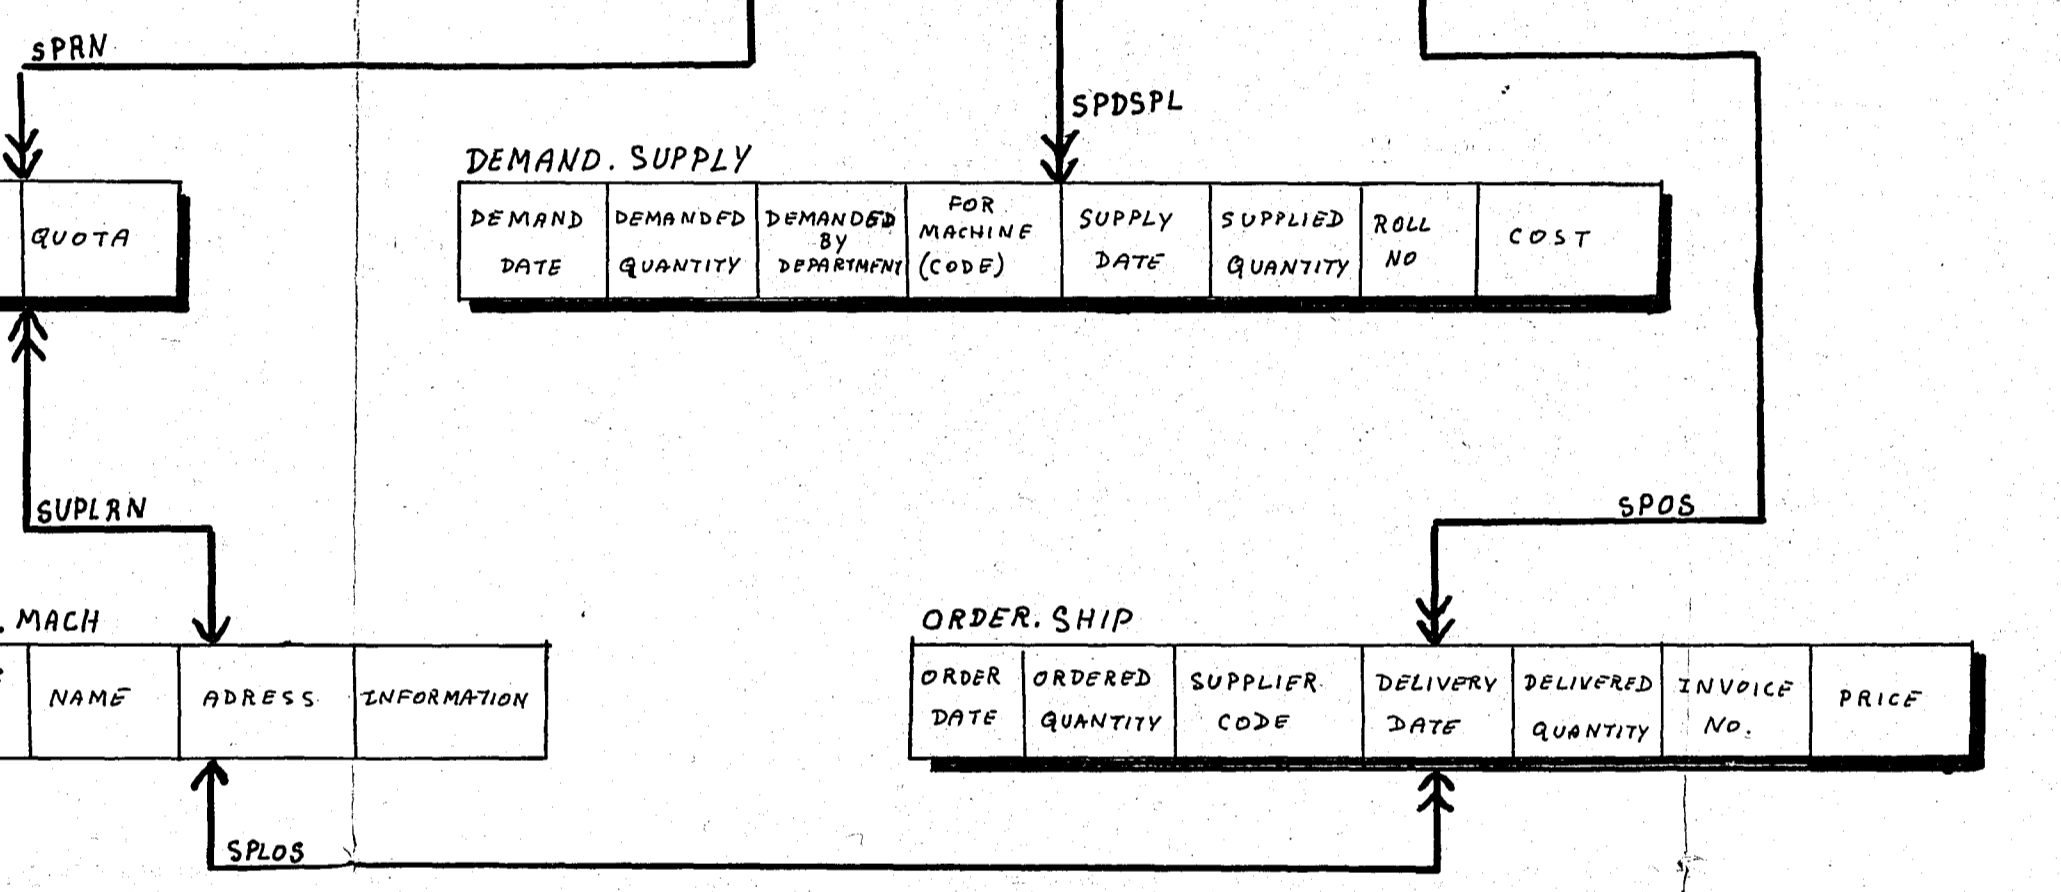 SPRN
SPDSPL
DEMAND. SUPPLY
QUOTA
DEMAND
DATE
DEMANDED
QUANTITY
DEMANDED
BY
DEPARTMENT
FOR
MACHINE
(CODE)
SUPPLY
DATE
SUPPLIED
QUANTITY
ROLL
NO
COST
SUPLRN
SPOS
. MACH
ORDER. SHIP
NAME
ADRESS
INFORMATION
ORDER
DATE
ORDERED
QUANTITY
SUPPLIER
CODE
DELIVERY
DATE
DELIVERED
QUANTITY
INVOICE
NO.
PRICE
SPLOS